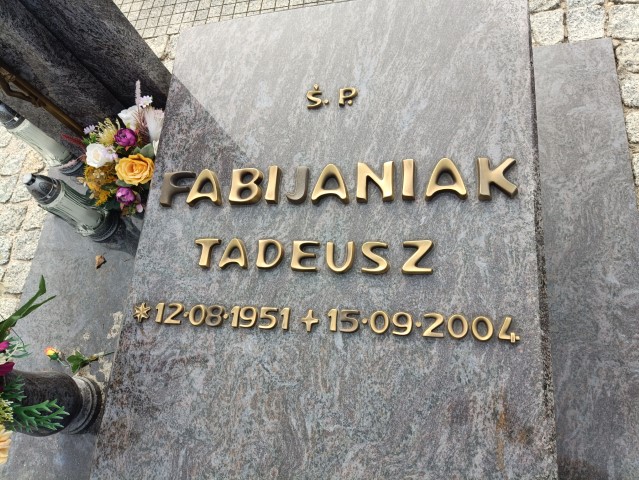 Ś.P.
FABIJANIAK
TADEUSZ
*12·08·1951 + 15·09·2004.